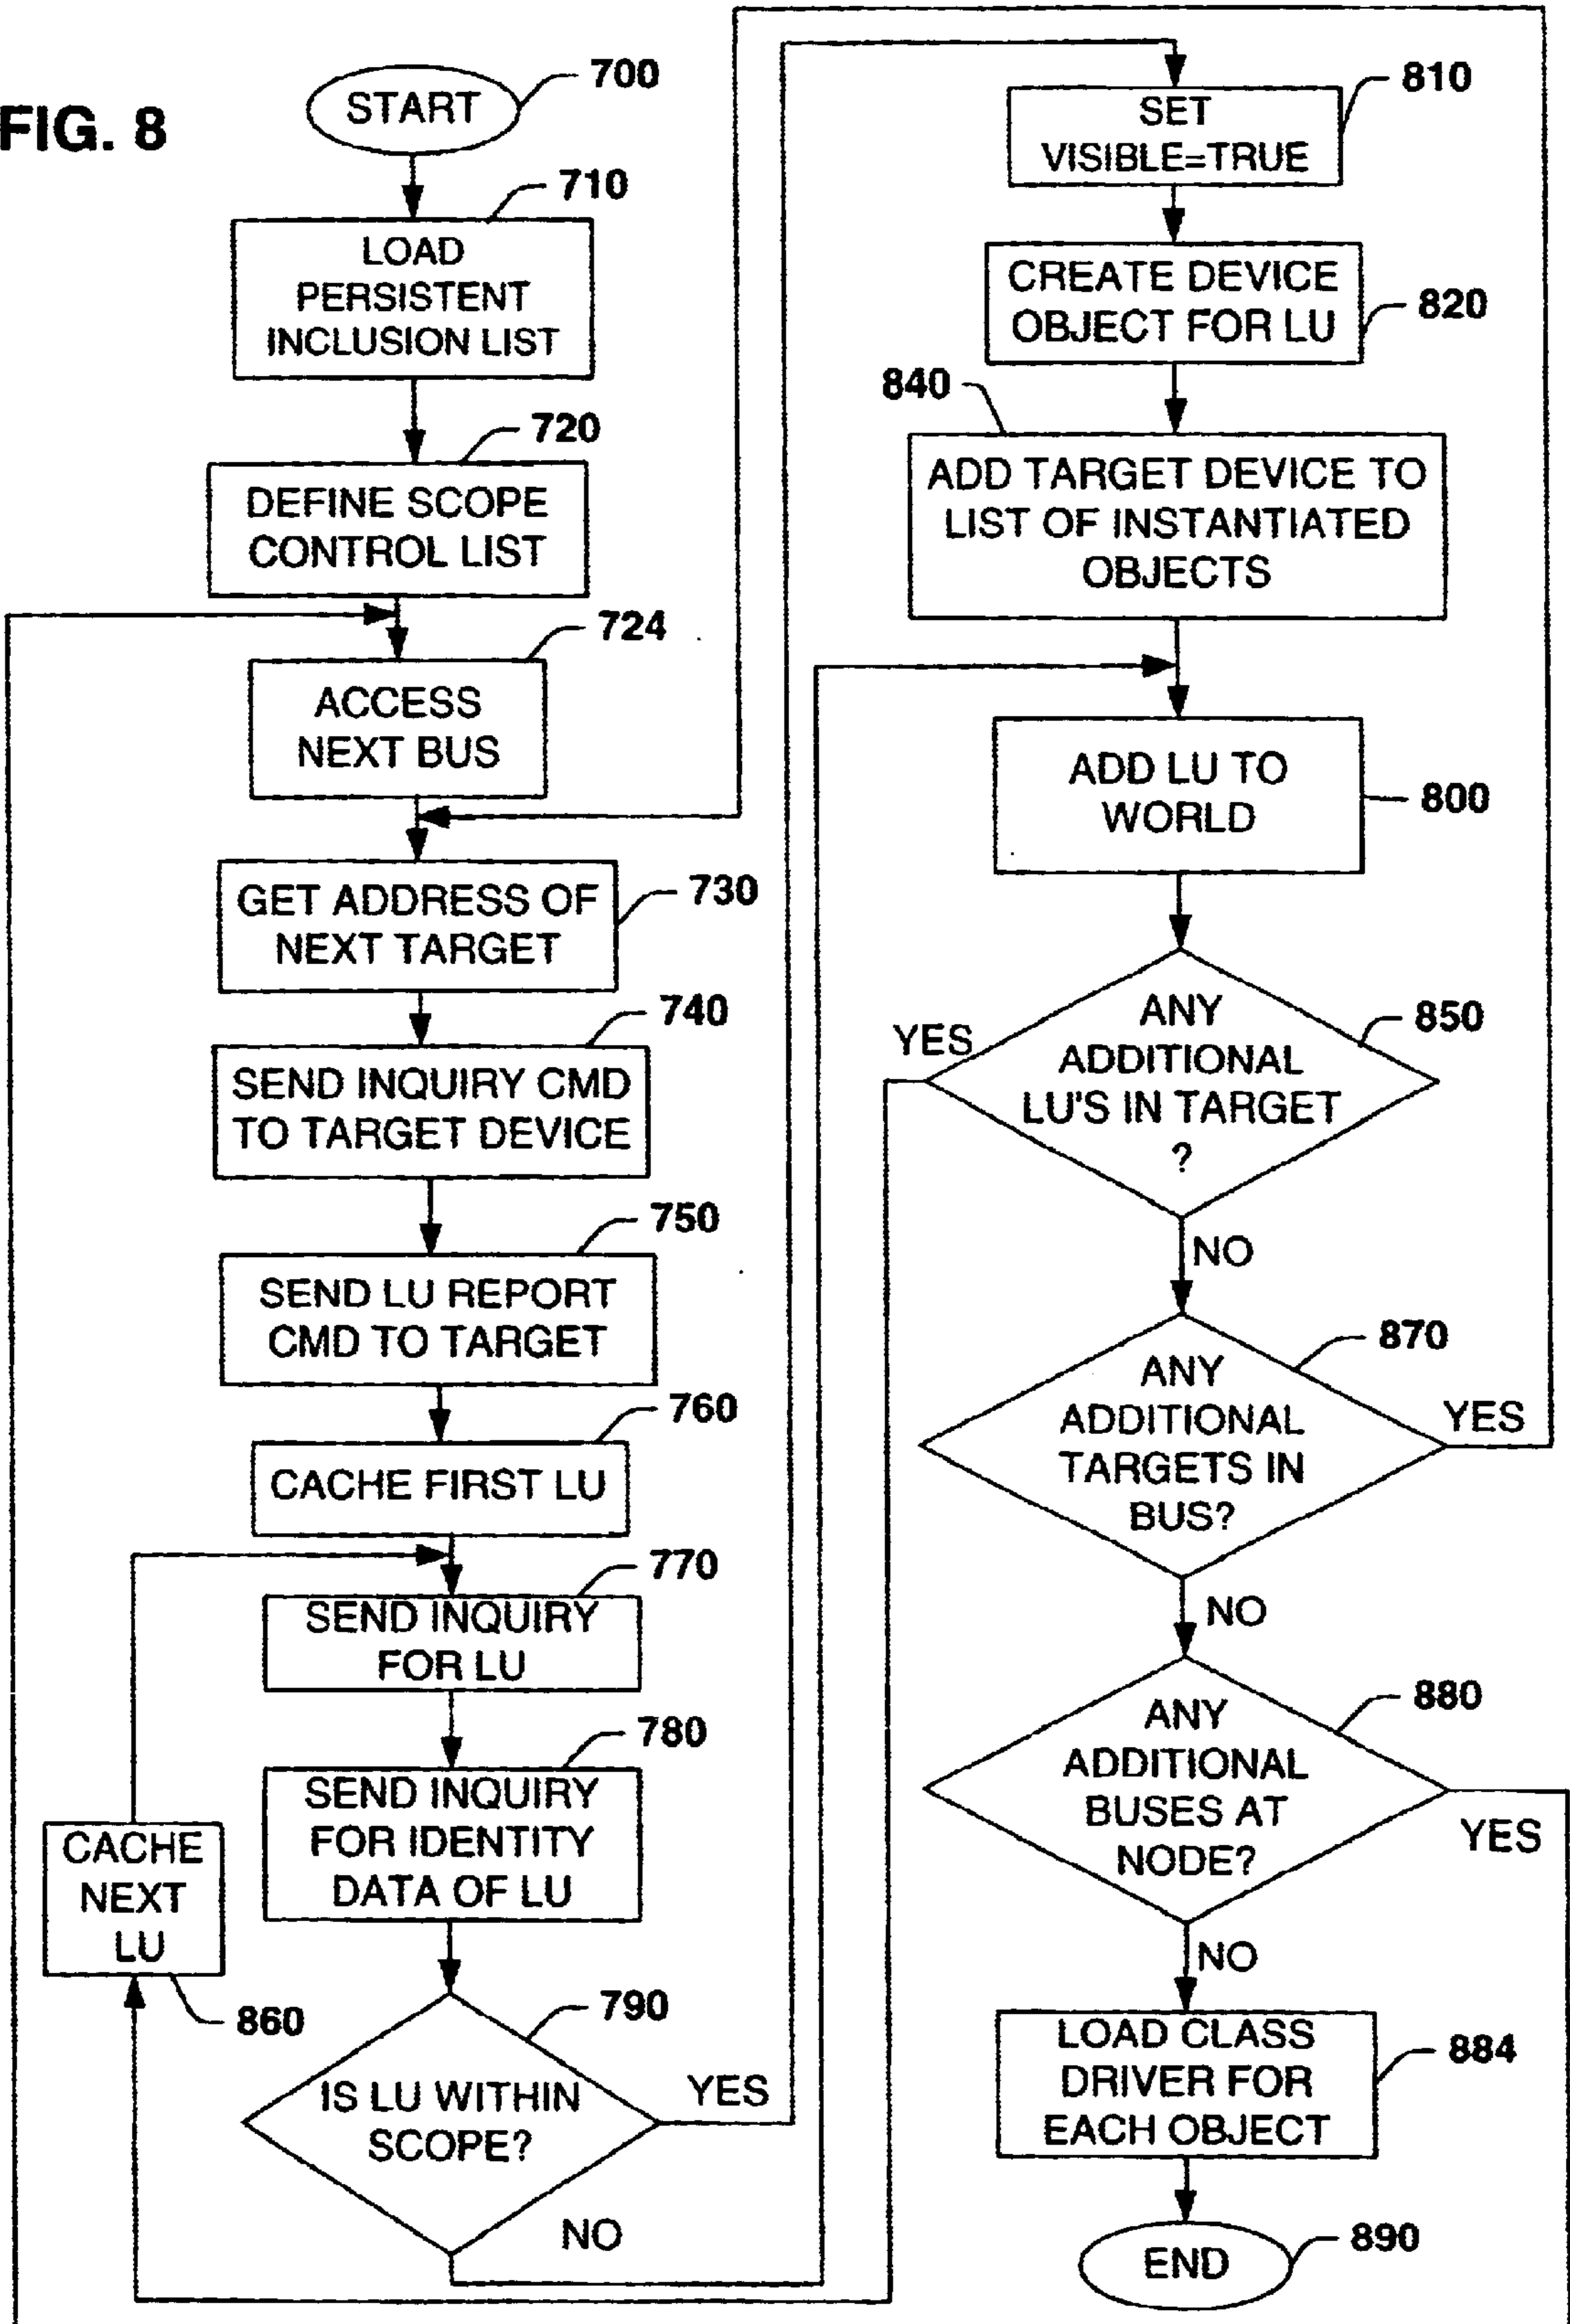 FIG. 8
START
700
710
LOAD
PERSISTENT
INCLUSION LIST
720
DEFINE SCOPE
CONTROL LIST
724
ACCESS
NEXT BUS
GET ADDRESS OF
NEXT TARGET
730
740
SEND INQUIRY CMD
TO TARGET DEVICE
750
SEND LU REPORT
CMD TO TARGET
760
CACHE FIRST LU
770
SEND INQUIRY
FOR LU
780
SEND INQUIRY
FOR IDENTITY
DATA OF LU
CACHE
NEXT
LU
860
790
IS LU WITHIN
SCOPE?
YES
NO
810
SET
VISIBLE=TRUE
CREATE DEVICE
OBJECT FOR LU
820
840
ADD TARGET DEVICE TO
LIST OF INSTANTIATED
OBJECTS
ADD LU TO
WORLD
800
ANY
ADDITIONAL
LU'S IN TARGET
?
850
YES
NO
ANY
ADDITIONAL
TARGETS IN
BUS?
870
YES
NO
ANY
ADDITIONAL
BUSES AT
NODE?
880
YES
NO
LOAD CLASS
DRIVER FOR
EACH OBJECT
884
END
890